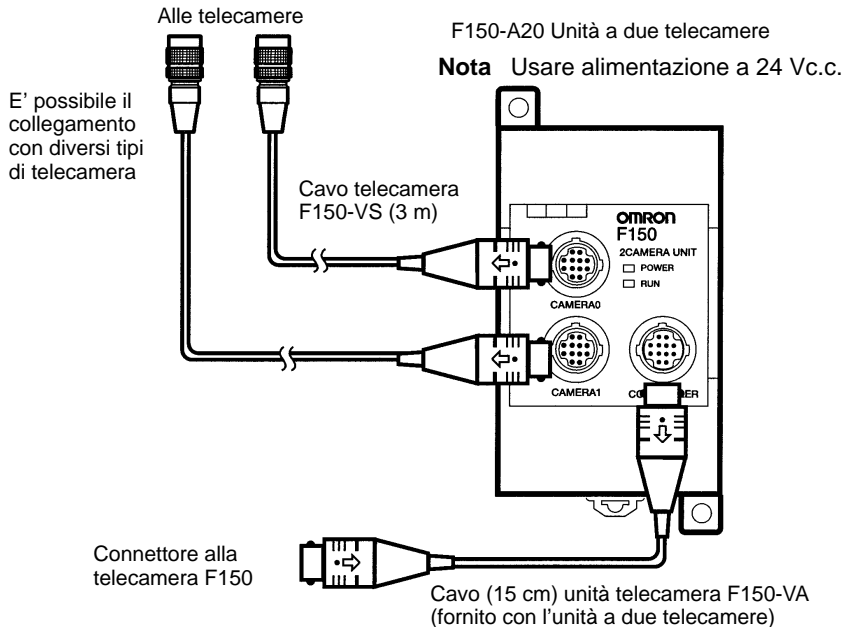 Alle telecamere
F150-A20 Unità a due telecamere
Nota Usare alimentazione a 24 Vc.c.
E' possibile il
collegamento
con diversi tipi
di telecamera
Cavo telecamera
F150-VS (3 m)
OMRON
F150
2CAMERA UNIT
POWER
RUN
CAMERA0
CAMERA1
Connettore alla
telecamera F150
Cavo (15 cm) unità telecamera F150-VA
(fornito con l'unità a due telecamere)